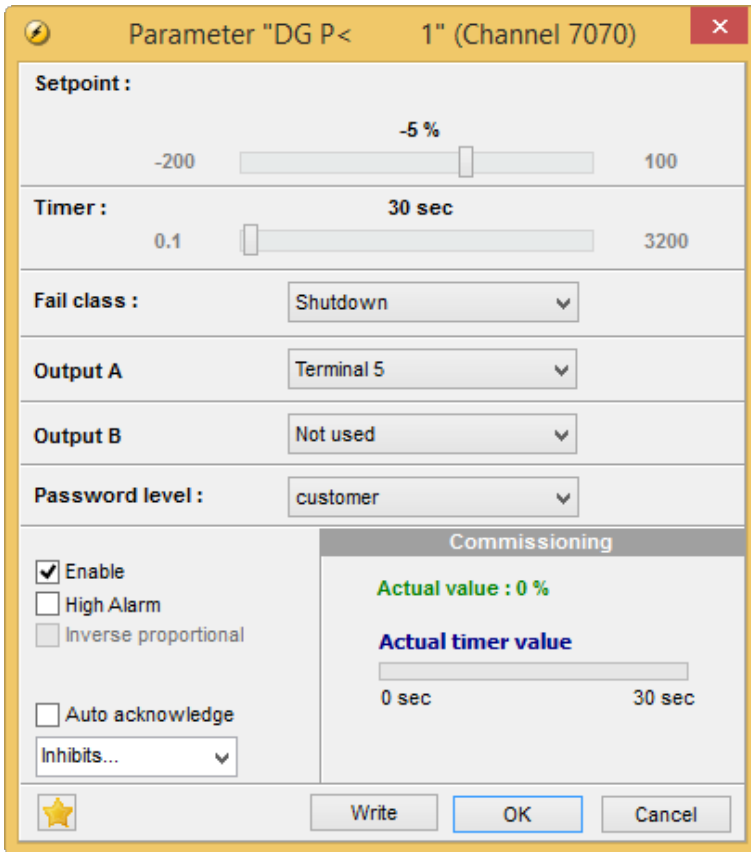 Parameter "DG P<        1" (Channel 7070)
Setpoint :
-5 %
-200 100
Timer : 30 sec
0.1 3200
Fail class : Shutdown
Output A Terminal 5
Output B Not used
Password level : customer
Commissioning
Enable
Actual value : 0 %
High Alarm
Inverse proportional
Actual timer value
0 sec 30 sec
Auto acknowledge
Inhibits...
Write OK Cancel